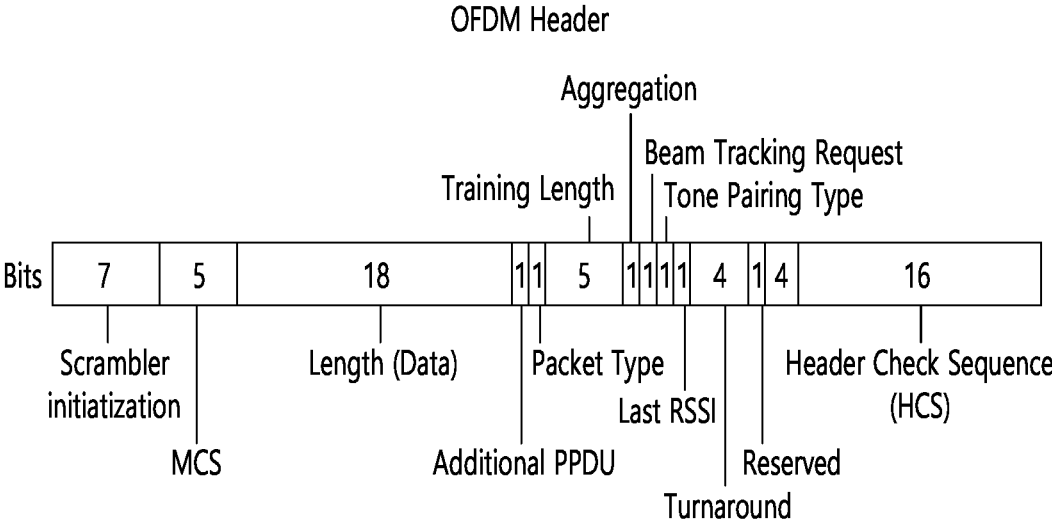 OFDM Header
Aggregation
Beam Tracking Request
Training Length
Tone Pairing Type
Bits 7 5 18 1 1 5 1 1 1 1 4 1 4 16
Scrambler
initiatization
Length (Data)
Packet Type
Header Check Sequence
(HCS)
Last RSSI
MCS
Additional PPDU
Reserved
Turnaround